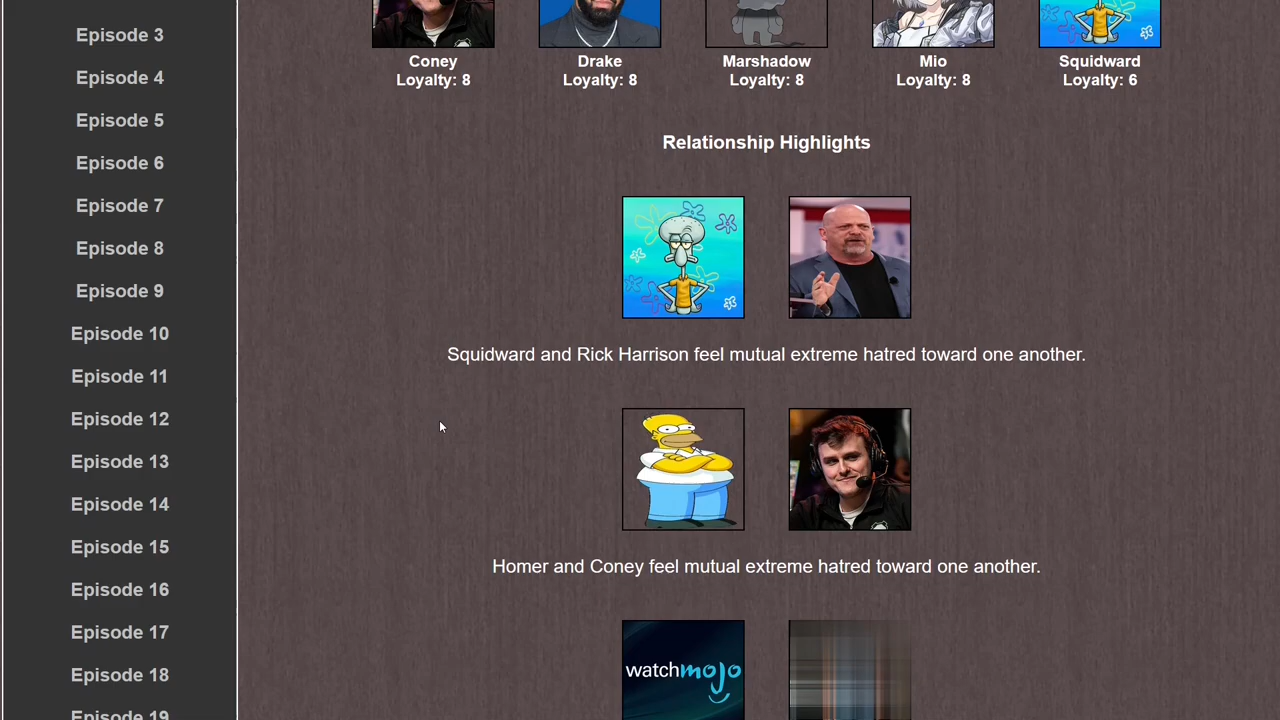 Episode 3
Episode 4
Episode 5
Episode 6
Episode 7
Episode 8
Episode 9
Episode 10
Episode 11
Episode 12
Episode 13
Episode 14
Episode 15
Episode 16
Episode 17
Episode 18
Episode 19
Coney
Loyalty: 8
Drake
Loyalty: 8
Marshadow
Loyalty: 8
Mio
Loyalty: 8
Squidward
Loyalty: 6
Relationship Highlights
Squidward and Rick Harrison feel mutual extreme hatred toward one another.
Homer and Coney feel mutual extreme hatred toward one another.
watchmojo